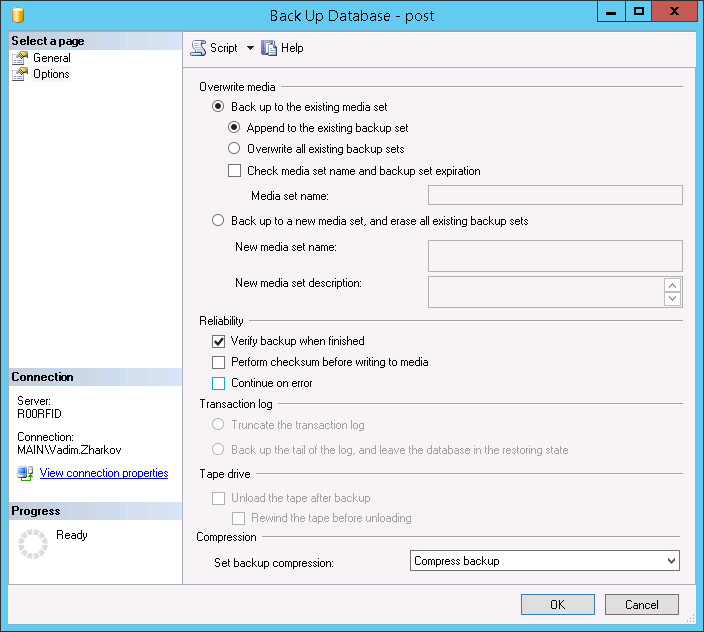 Back Up Database - post
Select a page
General
Options
Script
Help
Overwrite media
Back up to the existing media set
Append to the existing backup set
Overwrite all existing backup sets
Check media set name and backup set expiration
Media set name:
Back up to a new media set, and erase all existing backup sets
New media set name:
New media set description:
Reliability
Verify backup when finished
Perform checksum before writing to media
Continue on error
Transaction log
Truncate the transaction log
Back up the tail of the log, and leave the database in the restoring state
Tape drive
Unload the tape after backup
Rewind the tape before unloading
Compression
Set backup compression:
Compress backup
Connection
Server:
R00RFID
Connection:
MAIN\Vadim.Zharkov
View connection properties
Progress
Ready
OK
Cancel